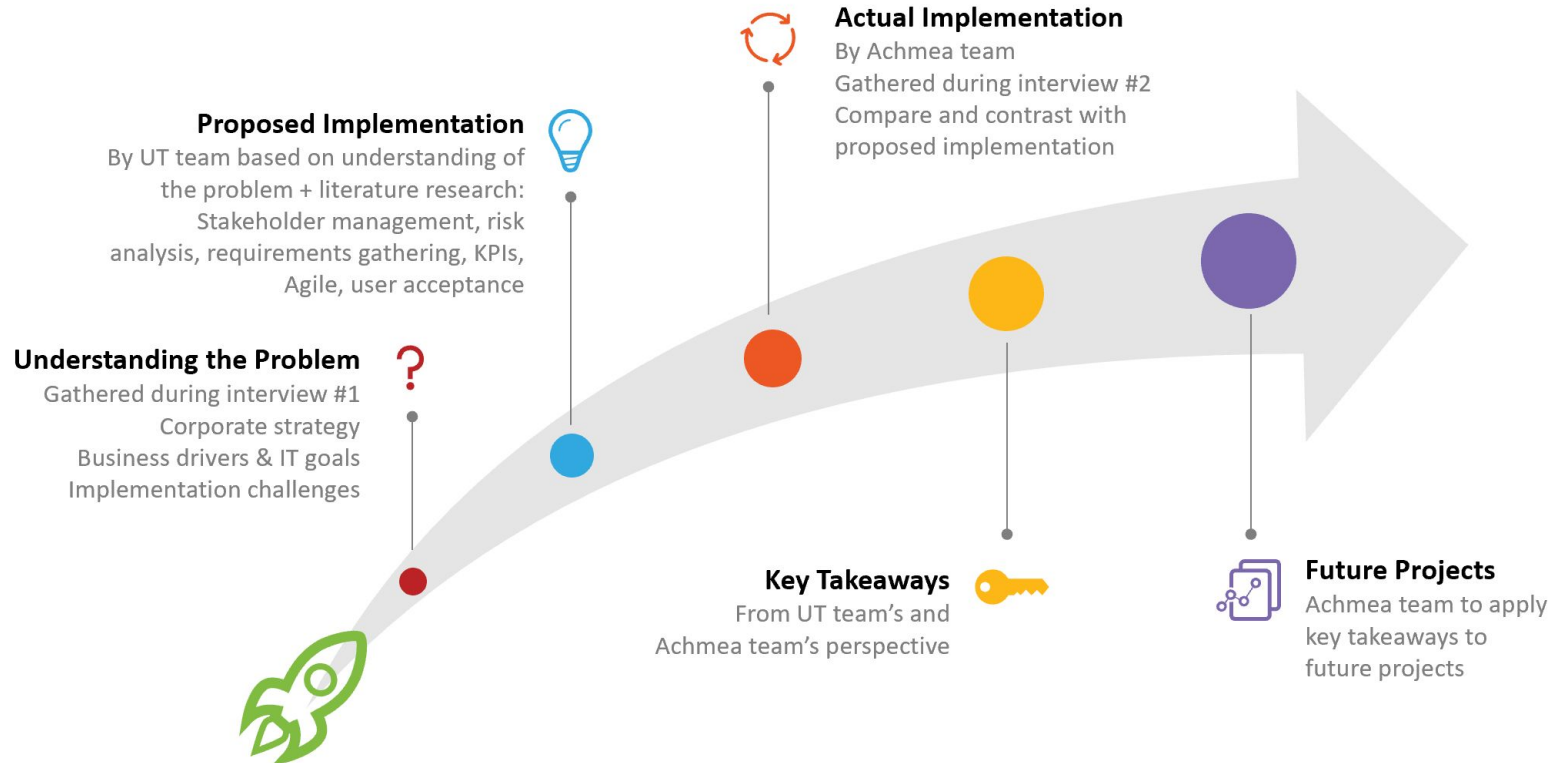 Understanding the Problem
Gathered during interview #1
Corporate strategy
Business drivers & IT goals
Implementation challenges
Proposed Implementation
By UT team based on understanding of
the problem + literature research:
Stakeholder management, risk
analysis, requirements gathering, KPIs,
Agile, user acceptance
Actual Implementation
By Achmea team
Gathered during interview #2
Compare and contrast with
proposed implementation
Key Takeaways
From UT team’s and
Achmea team’s perspective
Future Projects
Achmea team to apply
key takeaways to
future projects